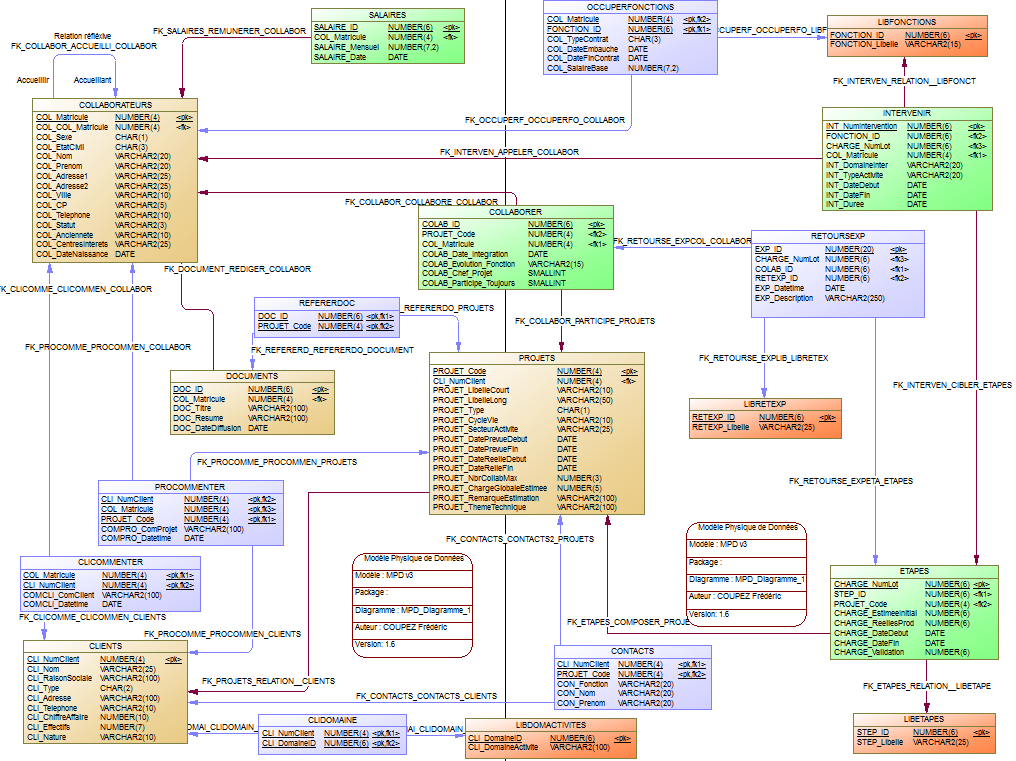 SALAIRES
SALAIRE_ID NUMBER(6) <pk>
COL_Matricule NUMBER(4) <fk>
SALAIRE_Mensuel NUMBER(7,2)
SALAIRE_Date DATE
OCCUPERFONCTIONS
COL_Matricule NUMBER(4) <pk,fk2>
FONCTION_ID NUMBER(6) <pk,fk1>
COL_TypeContrat CHAR(3)
COL_DateEmbauche DATE
COL_DateFinContrat DATE
COL_SalaireBase NUMBER(7,2)
LIBFONCTIONS
FONCTION_ID NUMBER(6) <pk>
FONCTION_Libelle VARCHAR2(15)
Relation réfléxive
FK_COLLABOR_ACCUEILLI_COLLABOR
Accueillir
Accueillant
FK_SALAIRES_REMUNERER_COLLABOR
CUPERF_OCCUPERFO_LIBF
FK_INTERVEN_RELATION__LIBFONCT
COLLABORATEURS
COL_Matricule NUMBER(4) <pk>
COL_COL_Matricule NUMBER(4) <fk>
COL_Sexe CHAR(1)
COL_EtatCivil CHAR(3)
COL_Nom VARCHAR2(20)
COL_Prenom VARCHAR2(20)
COL_Adresse1 VARCHAR2(25)
COL_Adresse2 VARCHAR2(25)
COL_Ville VARCHAR2(10)
COL_CP VARCHAR2(5)
COL_Telephone VARCHAR2(10)
COL_Statut VARCHAR2(3)
COL_Anciennete VARCHAR2(10)
COL_CentresInterets VARCHAR2(25)
COL_DateNaissance DATE
INTERVENIR
INT_NumIntervention NUMBER(6) <pk>
FONCTION_ID NUMBER(6) <fk2>
CHARGE_NumLot NUMBER(6) <fk3>
COL_Matricule NUMBER(4) <fk1>
INT_DomaineInter VARCHAR2(20)
INT_TypeActivite VARCHAR2(20)
INT_DateDebut DATE
INT_DateFin DATE
INT_Duree DATE
FK_OCCUPERF_OCCUPERFO_COLLABOR
FK_INTERVEN_APPELER_COLLABOR
FK_COLLABOR_COLLABORE_COLLABOR
COLLABORER
COLAB_ID NUMBER(6) <pk>
PROJET_Code NUMBER(4) <fk2>
COL_Matricule NUMBER(4) <fk1>
COLAB_Date_Integration DATE
COLAB_Evolution_Fonction VARCHAR2(15)
COLAB_Chef_Projet SMALLINT
COLAB_Participe_Toujours SMALLINT
FK_RETOURSE_EXPCOL_COLLABOR
RETOURSEXP
EXP_ID NUMBER(20) <pk>
CHARGE_NumLot NUMBER(6) <fk3>
COLAB_ID NUMBER(6) <fk1>
RETEXP_ID NUMBER(6) <fk2>
EXP_Datetime DATE
EXP_Description VARCHAR2(250)
FK_DOCUMENT_REDIGER_COLLABOR
K_CLICOMME_CLICOMMEN_COLLABOR
REFERERDOC
DOC_ID NUMBER(6) <pk,fk1>
PROJET_Code NUMBER(4) <pk,fk2>
_REFERERDO_PROJETS
FK_COLLABOR_PARTICIPE_PROJETS
FK_PROCOMME_PROCOMMEN_COLLABOR
FK_REFERERD_REFERERDO_DOCUMENT
FK_RETOURSE_EXPLIB_LIBRETEX
DOCUMENTS
DOC_ID NUMBER(6) <pk>
COL_Matricule NUMBER(4) <fk>
DOC_Titre VARCHAR2(100)
DOC_Resume VARCHAR2(100)
DOC_DateDiffusion DATE
PROJETS
PROJET_Code NUMBER(4) <pk>
CLI_NumClient NUMBER(4) <fk>
PROJET_LibelleCourt VARCHAR2(10)
PROJET_LibelleLong VARCHAR2(50)
PROJET_Type CHAR(1)
PROJET_CycleVie VARCHAR2(10)
PROJET_SecteurActivite VARCHAR2(25)
PROJET_DatePrevueDebut DATE
PROJET_DatePrevueFin DATE
PROJET_DateReelleDebut DATE
PROJET_DateRelleFin DATE
PROJET_NbrCollabMax NUMBER(3)
PROJET_ChargeGlobaleEstimee NUMBER(5)
PROJET_RemarqueEstimation VARCHAR2(100)
PROJET_ThemeTechnique VARCHAR2(100)
FK_INTERVEN_CIBLER_ETAPES
LIBRETEXP
RETEXP_ID NUMBER(6) <pk>
RETEXP_Libelle VARCHAR2(25)
FK_PROCOMME_PROCOMMEN_PROJETS
FK_RETOURSE_EXPETA_ETAPES
PROCOMMENTER
CLI_NumClient NUMBER(4) <pk,fk2>
COL_Matricule NUMBER(4) <pk,fk3>
PROJET_Code NUMBER(4) <pk,fk1>
COMPRO_ComProjet VARCHAR2(100)
COMPRO_Datetime DATE
FK_CONTACTS_CONTACTS2_PROJETS
Modèle Physique de Données
Modèle : MPD v3
Package :
Diagramme : MPD_Diagramme_1
Auteur : COUPEZ Frédéric
Version: 1.6
Modèle Physique de Données
Modèle : MPD v3
Package :
Diagramme : MPD_Diagramme_1
Auteur : COUPEZ Frédéric
Version: 1.6
CLICOMMENTER
COL_Matricule NUMBER(4) <pk,fk1>
CLI_NumClient NUMBER(4) <pk,fk2>
COMCLI_ComClient VARCHAR2(100)
COMCLI_Datetime DATE
ETAPES
CHARGE_NumLot NUMBER(6) <pk>
STEP_ID NUMBER(6) <fk1>
PROJET_Code NUMBER(4) <fk2>
CHARGE_EstimeeInitial NUMBER(6)
CHARGE_ReellesProd NUMBER(6)
CHARGE_DateDebut DATE
CHARGE_DateFin DATE
CHARGE_Validation NUMBER(6)
FK_CLICOMME_CLICOMMEN_CLIENTS
FK_PROCOMME_PROCOMMEN_CLIENTS
FK_ETAPES_COMPOSER_PROJE
CLIENTS
CLI_NumClient NUMBER(4) <pk>
CLI_Nom VARCHAR2(25)
CLI_RaisonSociale VARCHAR2(100)
CLI_Type CHAR(2)
CLI_Adresse VARCHAR2(100)
CLI_Telephone VARCHAR2(10)
CLI_ChiffreAffaire NUMBER(10)
CLI_Effectifs NUMBER(7)
CLI_Nature VARCHAR2(10)
CONTACTS
CLI_NumClient NUMBER(4) <pk,fk1>
PROJET_Code NUMBER(4) <pk,fk2>
CON_Fonction VARCHAR2(20)
CON_Nom VARCHAR2(20)
CON_Prenom VARCHAR2(20)
FK_PROJETS_RELATION__CLIENTS
FK_CONTACTS_CONTACTS_CLIENTS
FK_ETAPES_RELATION__LIBETAPE
CLIDOMAINE
CLI_NumClient NUMBER(4) <pk,fk1>
CLI_DomaineID NUMBER(6) <pk,fk2>
OMAI_CLIDOMAIN_
AI_CLIDOMAIN_
LIBDOMACTIVITES
CLI_DomaineID NUMBER(6) <pk>
CLI_DomaineActivite VARCHAR2(100)
LIBETAPES
STEP_ID NUMBER(6) <pk>
STEP_Libelle VARCHAR2(25)